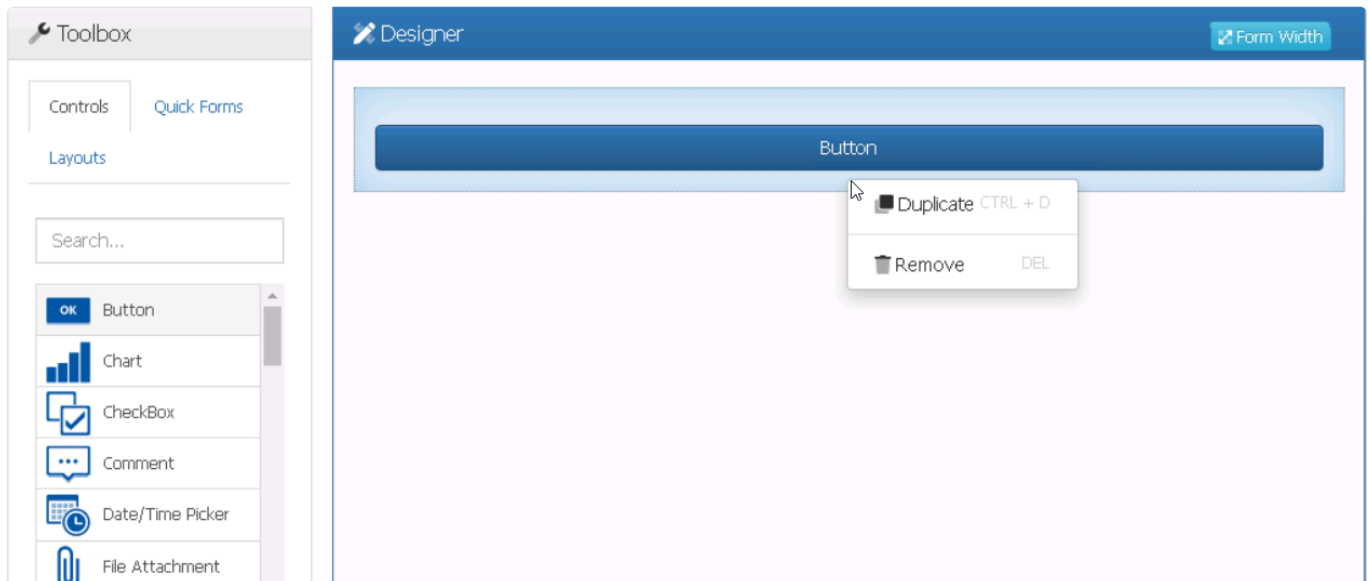 Toolbox
Controls
Quick Forms
Layouts
Search...
OK Button
Chart
CheckBox
Comment
Date/Time Picker
File Attachment
Designer
Form Width
Button
Duplicate CTRL + D
Remove DEL